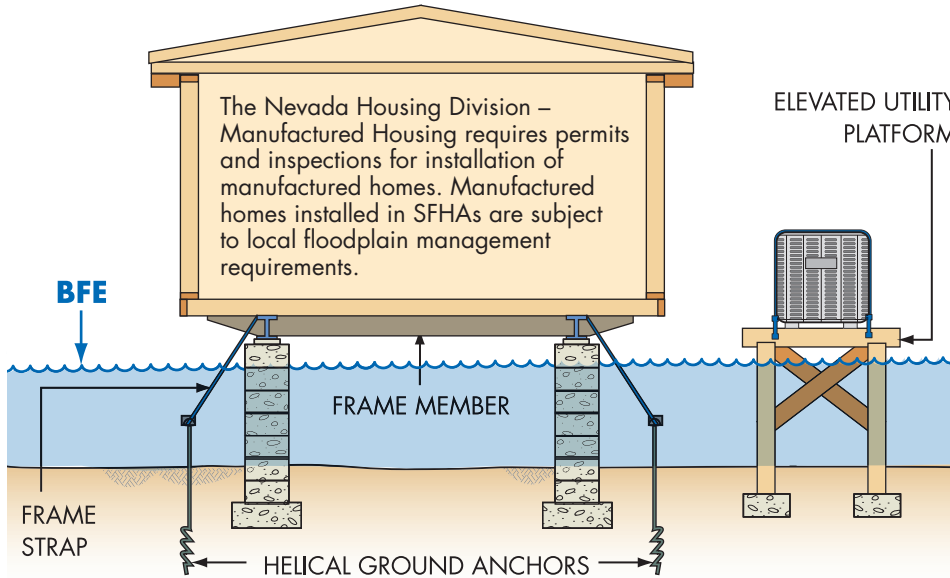 The Nevada Housing Division –
Manufactured Housing requires permits
and inspections for installation of
manufactured homes. Manufactured
homes installed in SFHAs are subject
to local floodplain management
requirements.
ELEVATED UTILITY
PLATFORM
BFE
FRAME MEMBER
FRAME
STRAP
HELICAL GROUND ANCHORS